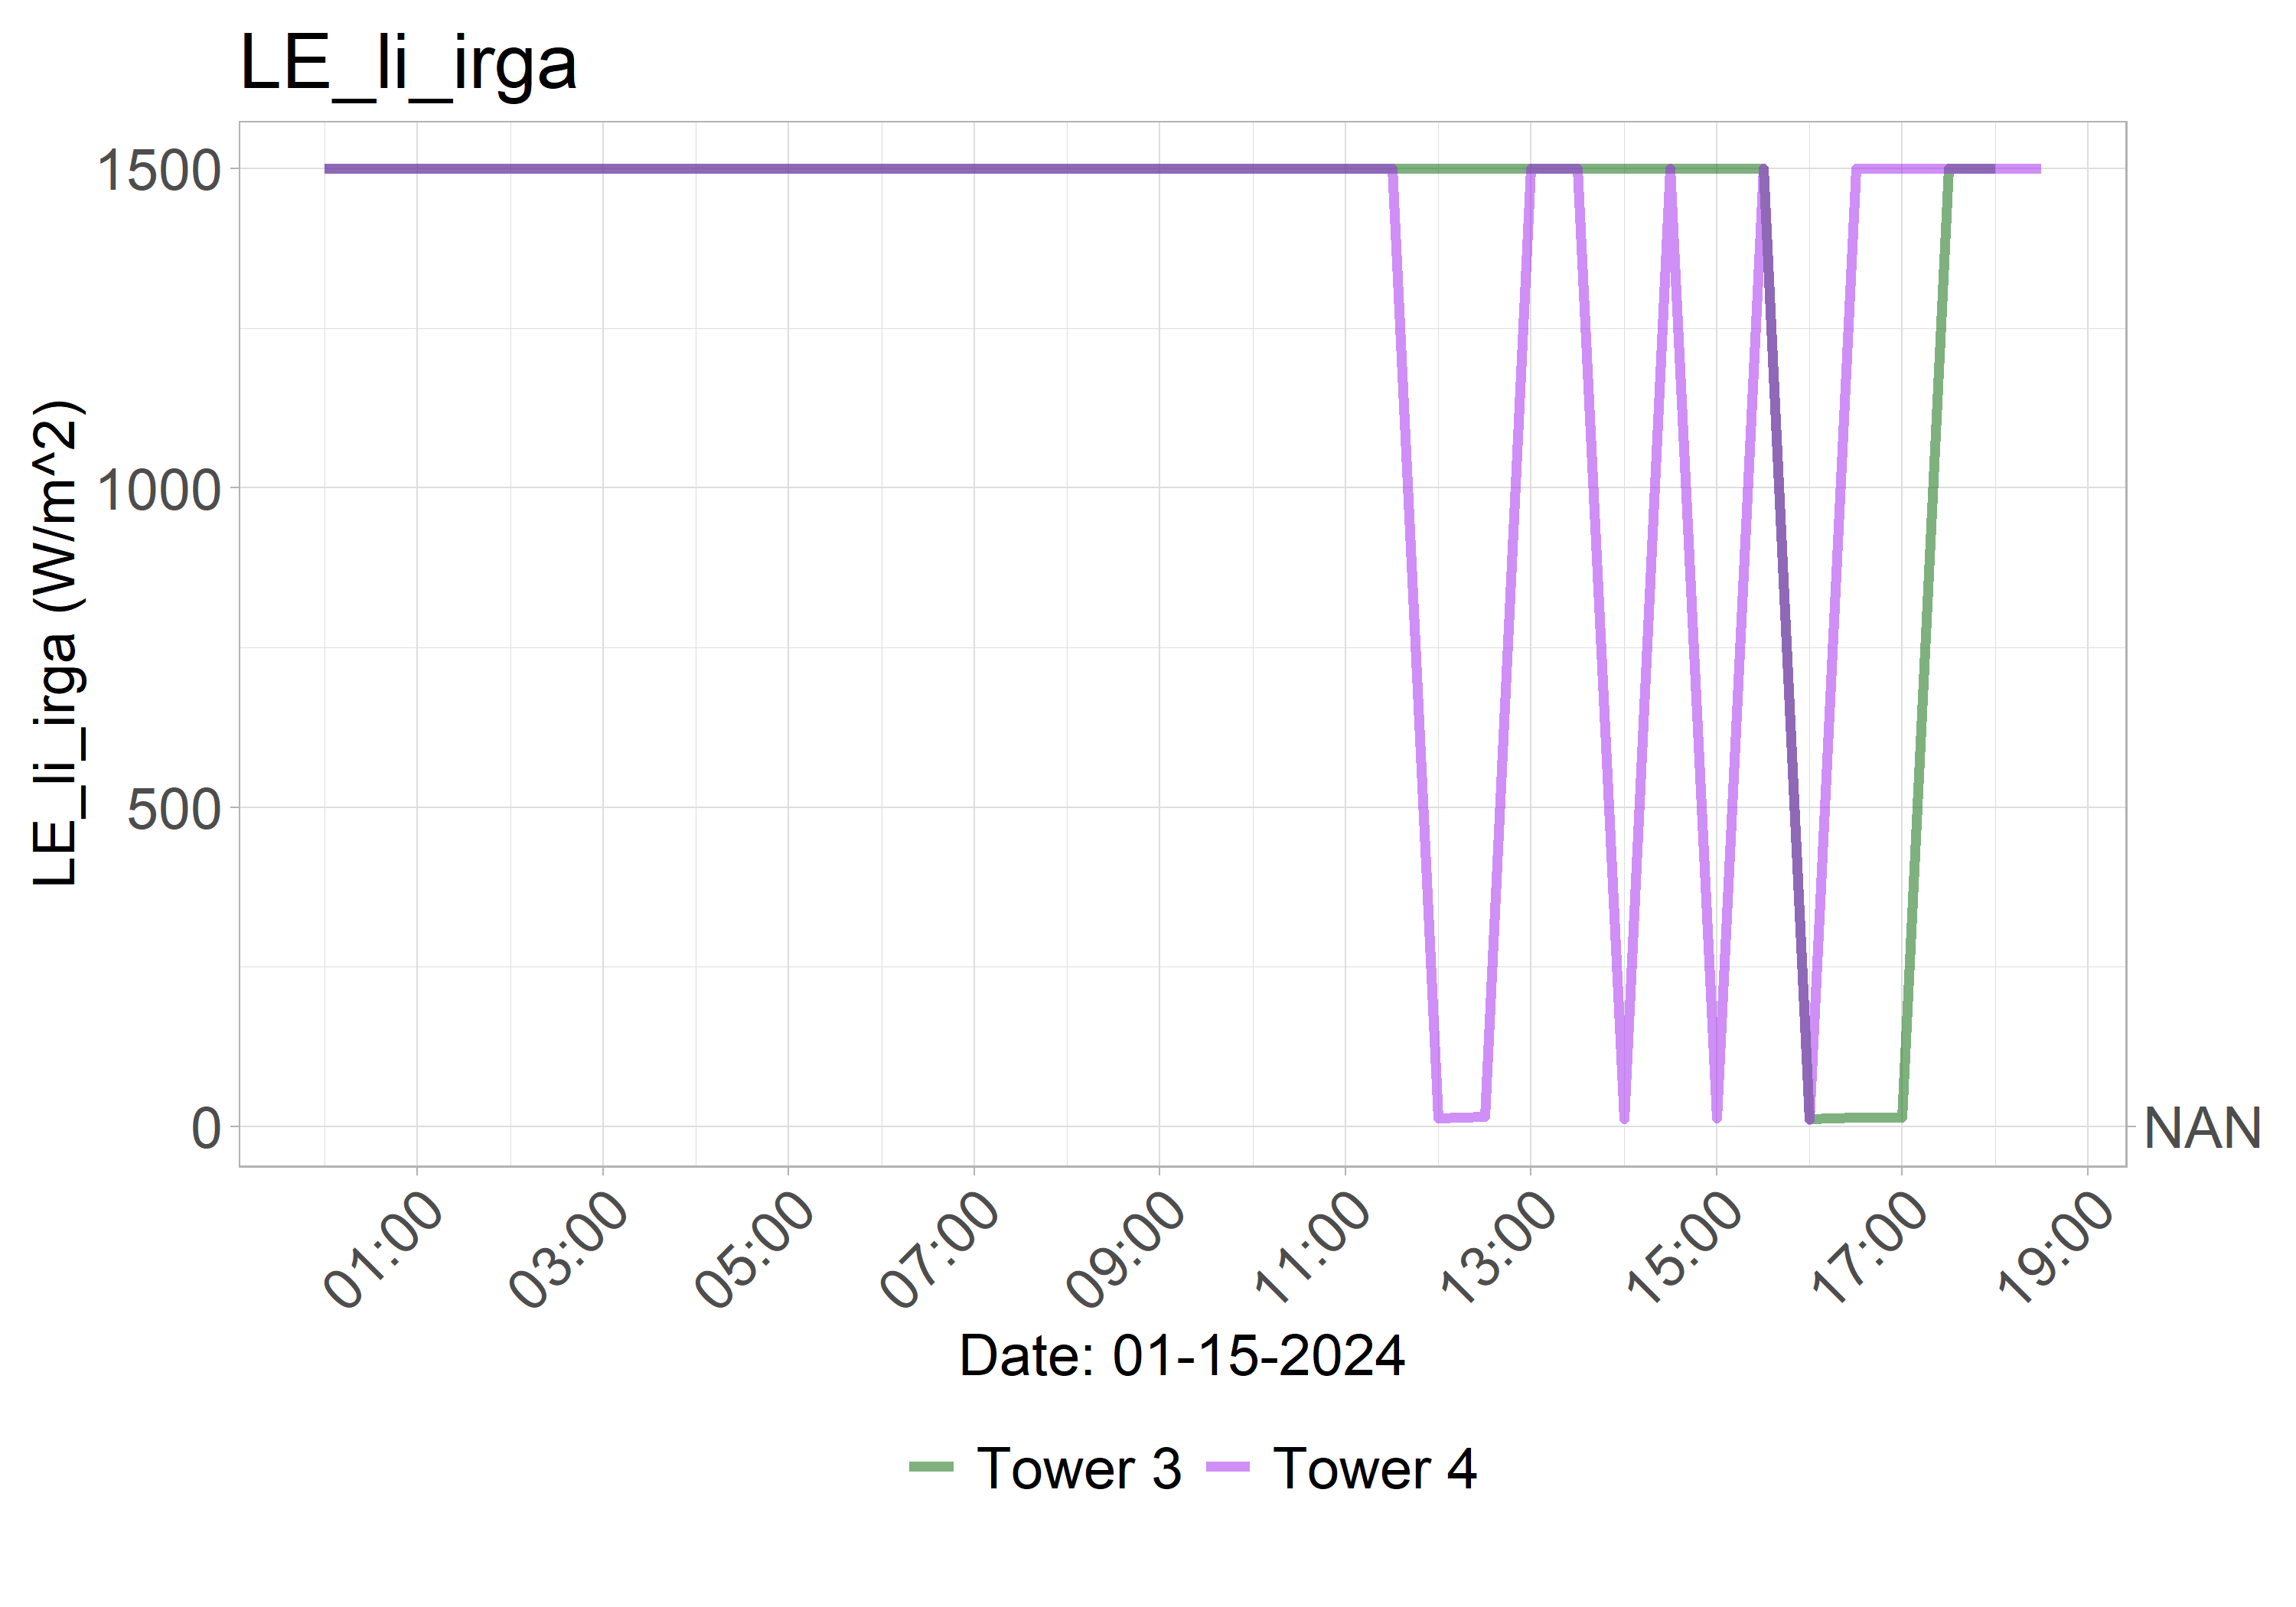 LE_li_irga
LE_li_irga (W/m^2)
1500
1000
500
0
NAN
01:00 03:00 05:00 07:00 09:00 11:00 13:00 15:00 17:00 19:00
Date: 01-15-2024
Tower 3 Tower 4